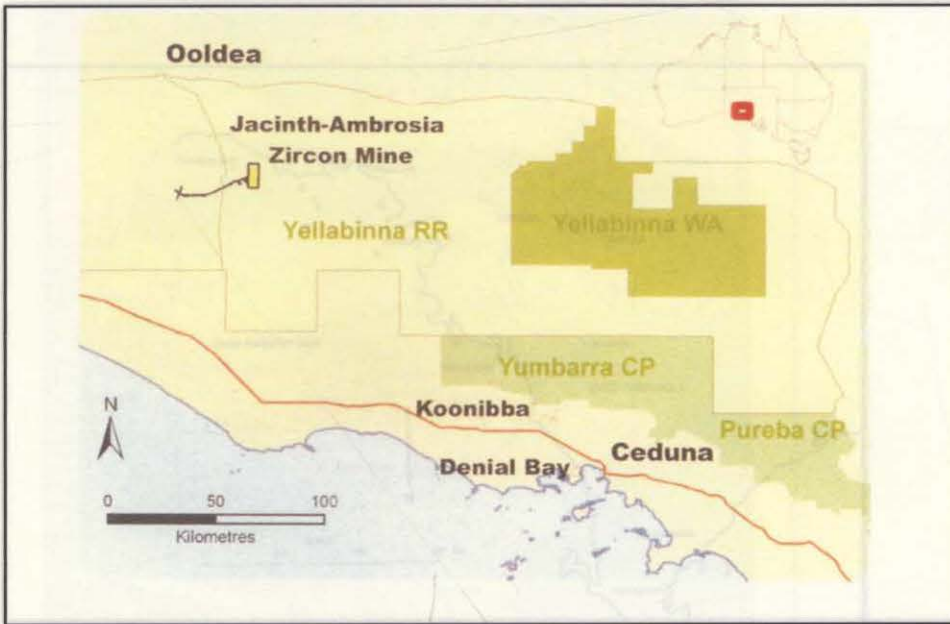 Ooldea
Jacinth-Ambrosia
Zircon Mine
Yellabinna RR
Yellabinna WA
Yumbarra CP
Koonibba
Pureba CP
Ceduna
Denial Bay
N
0 50 100
Kilometres